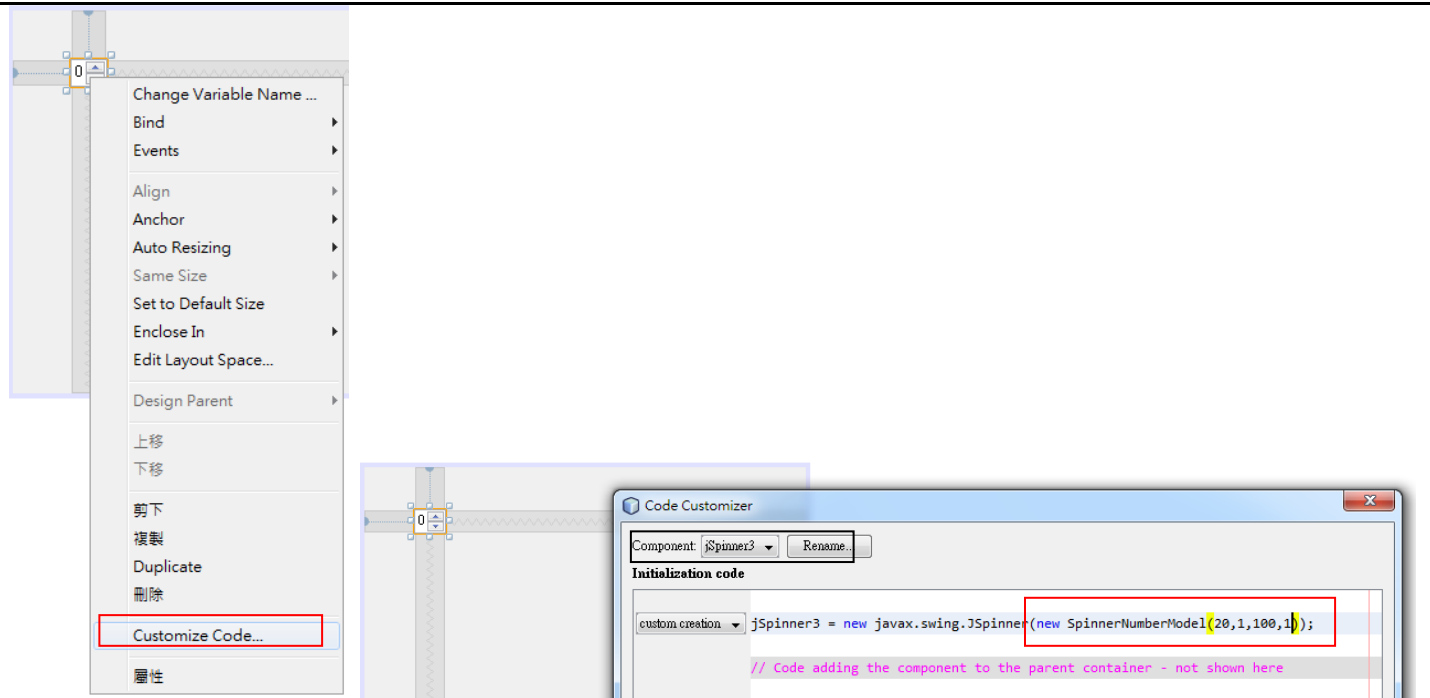 0
Change Variable Name ...
Bind
Events
Align
Anchor
Auto Resizing
Same Size
Set to Default Size
Enclose In
Edit Layout Space...
Design Parent
上移
下移
剪下
複製
Duplicate
刪除
Customize Code...
屬性
0
Code Customizer
Component: jSpinner3 Rename...
Initialization code
custom creation jSpinner3 = new javax.swing.JSpinner(new SpinnerNumberModel(20,1,100,1));
// Code adding the component to the parent container - not shown here